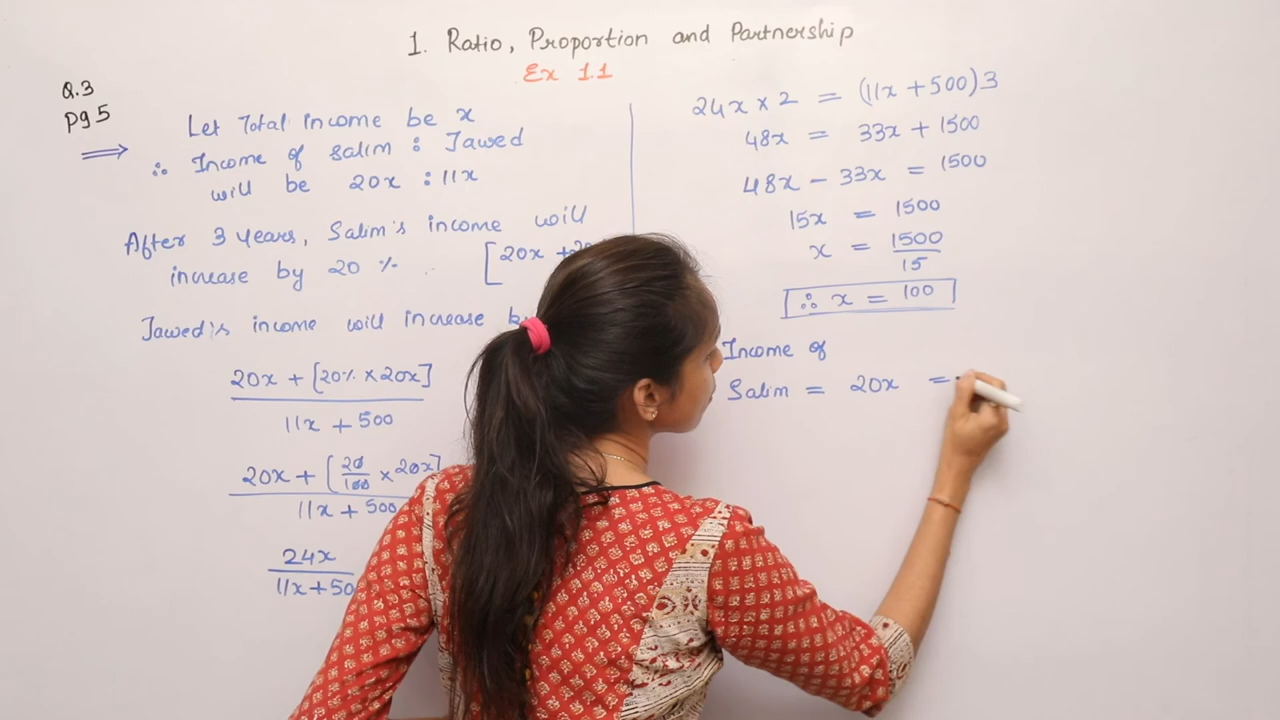 1. Ratio, Proportion and Partnership
Ex 1.1
Q.3
Pg 5
⟹ Let Total income be x
∴ Income of Salim : Jawed
will be 20x : 11x
After 3 years, Salim's income will
increase by 20 % [20x +
Jawed's income will increase
20x + [20% × 20x]
11x + 500
20x + [20/100 × 20x]
11x + 500
24x
11x + 50
24x × 2 = (11x + 500)3
48x = 33x + 1500
48x − 33x = 1500
15x = 1500
x = 1500/15
∴ x = 100
Income of
Salim = 20x =